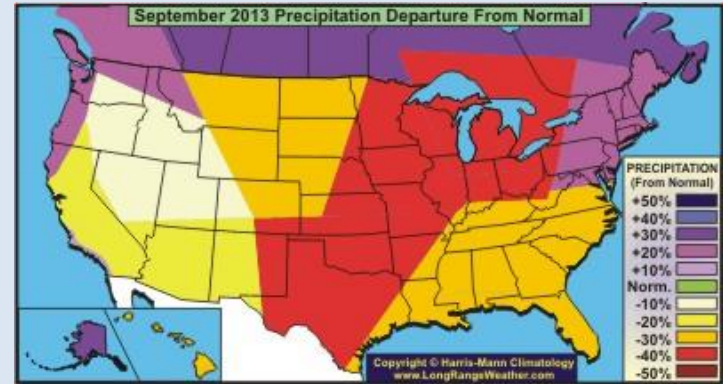 September 2013 Precipitation Departure From Normal
PRECIPITATION
(From Normal)
+50%
+40%
+30%
+20%
+10%
Norm.
-10%
-20%
-30%
-40%
-50%
Copyright © Harris-Mann Climatology
www.LongRangeWeather.com